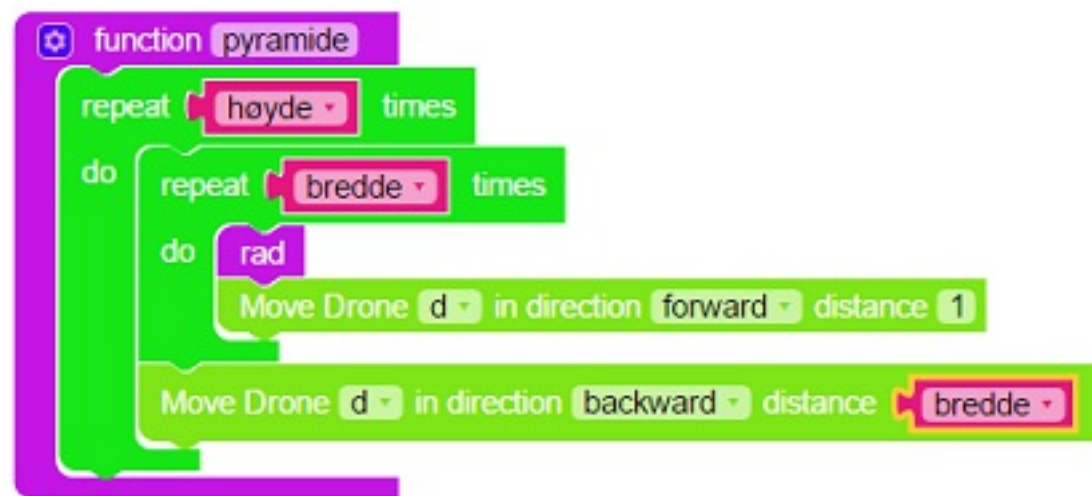 function pyramide
repeat høyde times
do repeat bredde times
do rad
Move Drone d in direction forward distance 1
Move Drone d in direction backward distance bredde